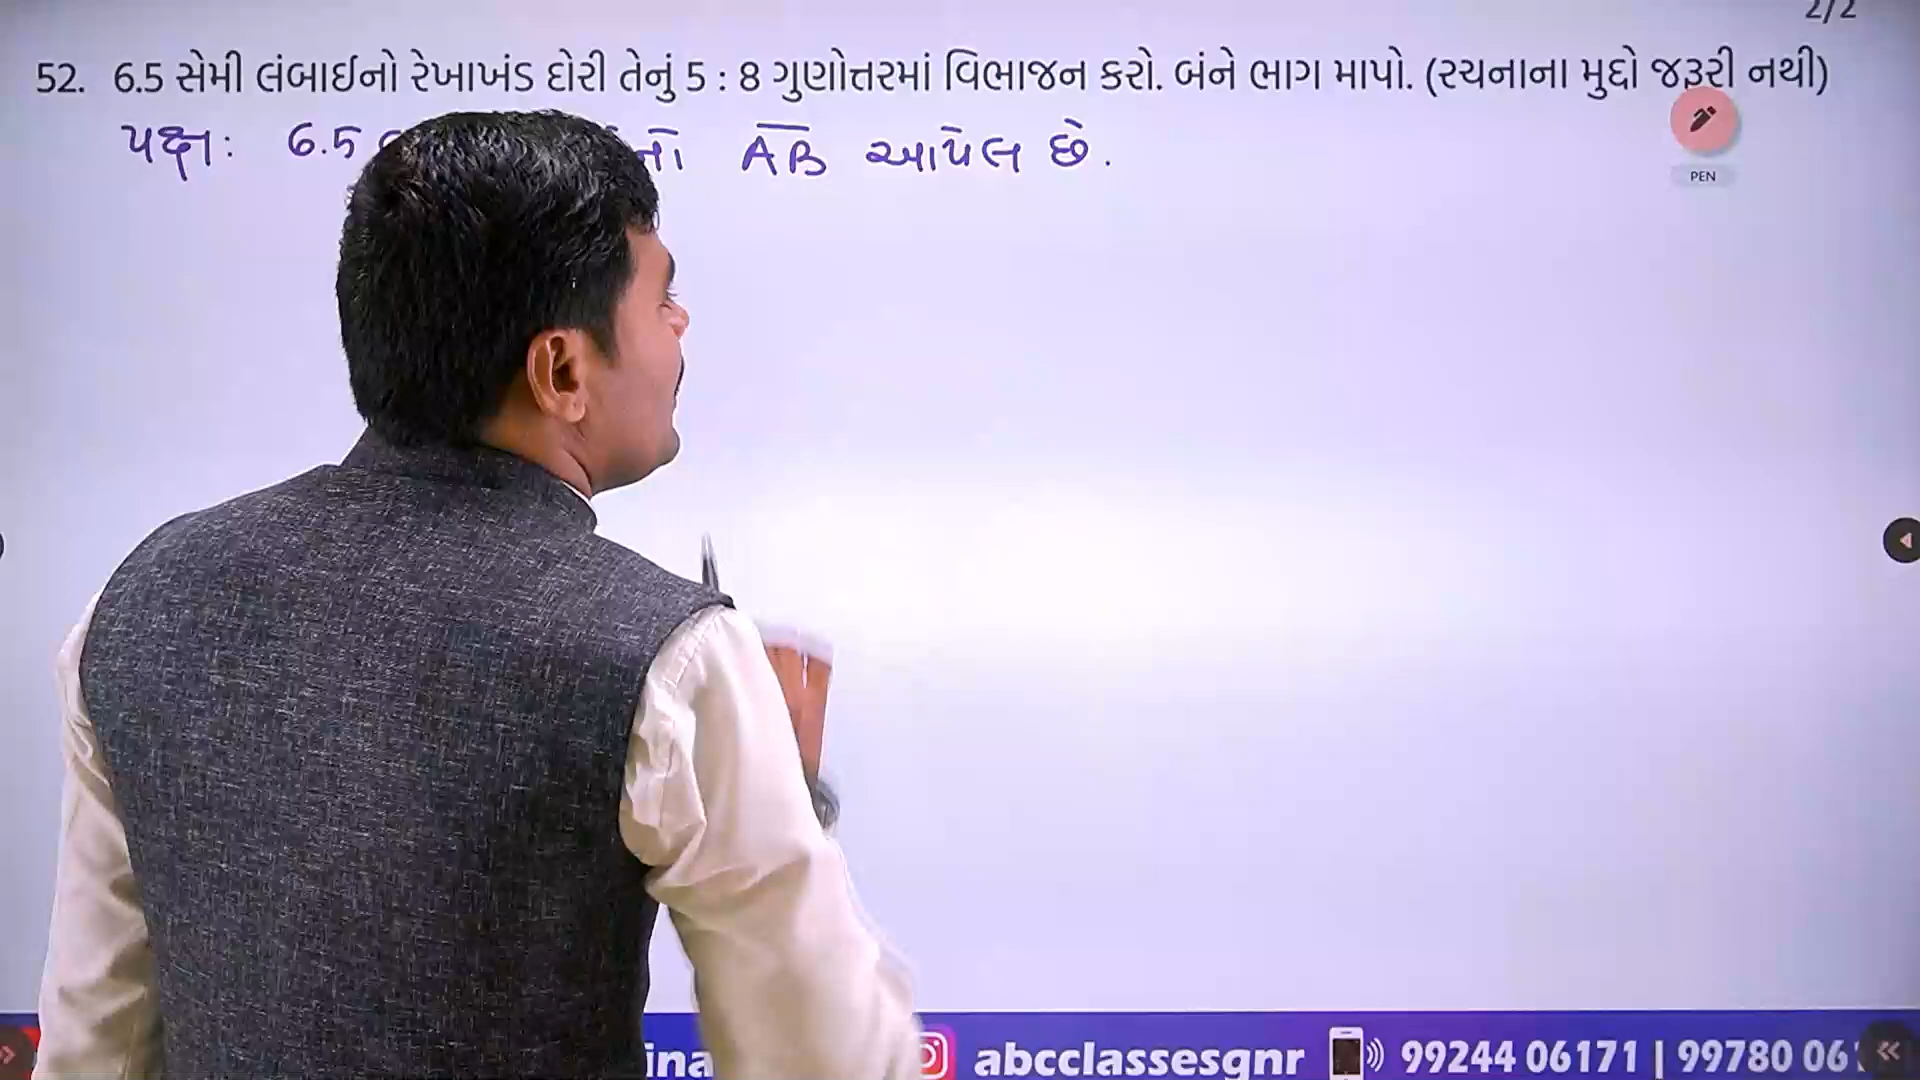 2/2
52. 6.5 સેમી લંબાઈનો રેખાખંડ દોરી તેનું 5 : 8 ગુણોત્તરમાં વિભાજન કરો. બંને ભાગ માપો. (રચનાના મુદ્દો જરૂરી નથી)
પક્ષ: 6.5 AB આપેલ છે.
PEN
abcclassesgnr 99244 06171 | 99780 06